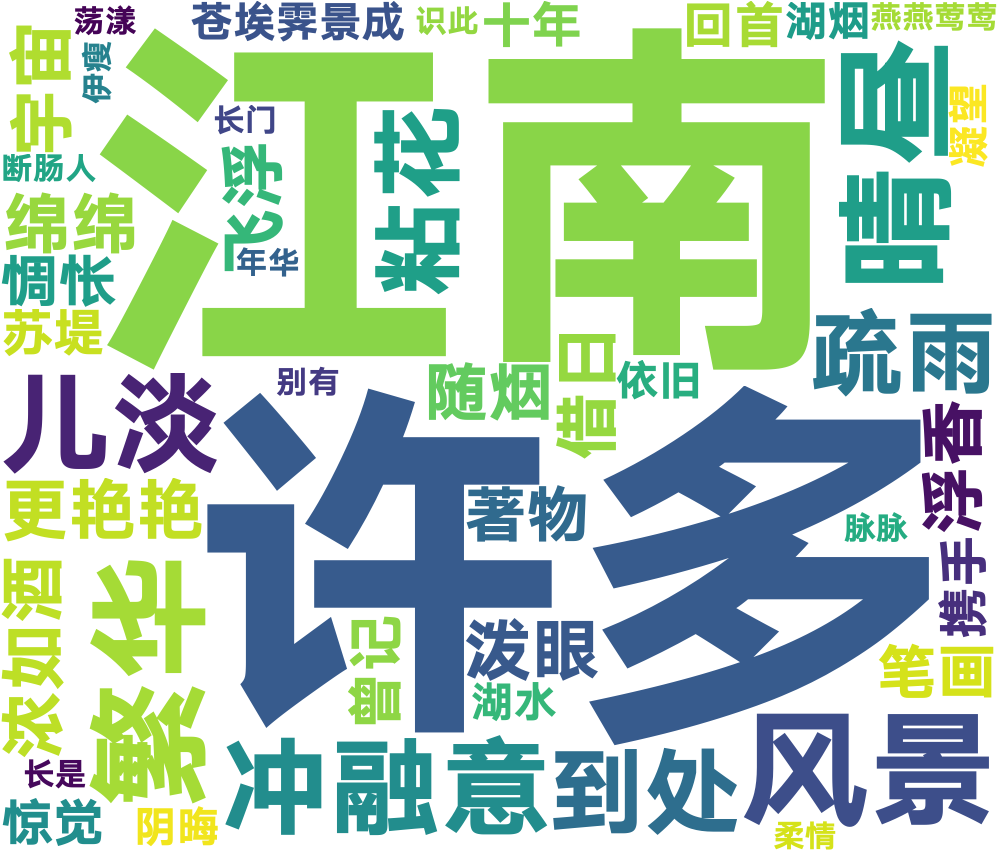 荡漾
苍埃霁景成
识此
十年
回首
湖烟
燕燕莺莺
宇宙
伊瘦
江南
昼
凝望
长门
粘花
飞浮
断肠人
晴
绵绵
年华
惆怅
苏堤
疏雨
借日
依旧
随烟
别有
儿淡
许多
浮香
更
艳艳
著物
脉脉
携手
浓如酒
繁华
曾记
泼眼
笔画
湖水
风景
冲融意
到处
长是
惊觉
阴晦
柔情